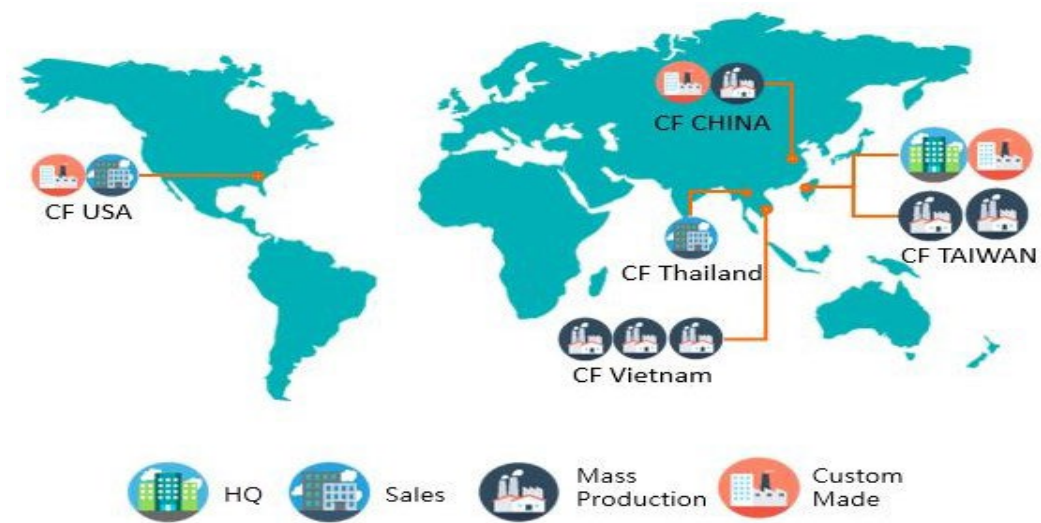 CF CHINA
CF USA
CF TAIWAN
CF Thailand
CF Vietnam
HQ
Sales
Mass
Production
Custom
Made